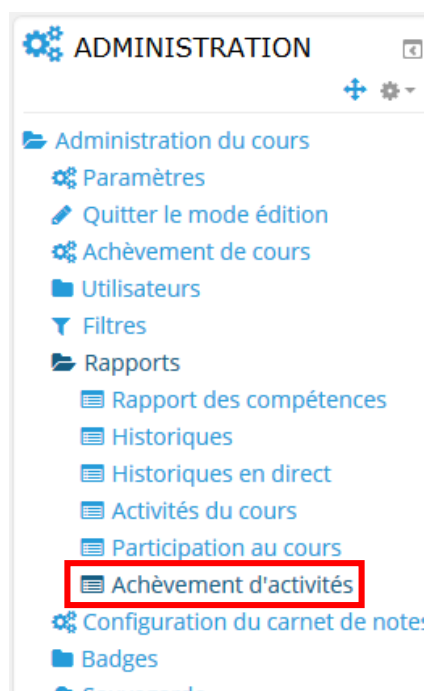 ADMINISTRATION
Administration du cours
Paramètres
Quitter le mode édition
Achèvement de cours
Utilisateurs
Filtres
Rapports
Rapport des compétences
Historiques
Historiques en direct
Activités du cours
Participation au cours
Achèvement d'activités
Configuration du carnet de notes
Badges